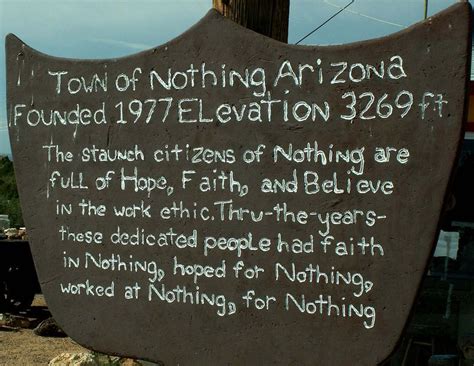 Town of Nothing Arizona
Founded 1977 ELevation 3269 ft
The staunch citizens of Nothing are
full of Hope, Faith, and Believe
in the work ethic. Thru-the-years-
these dedicated people had faith
in Nothing, hoped for Nothing,
worked at Nothing, for Nothing